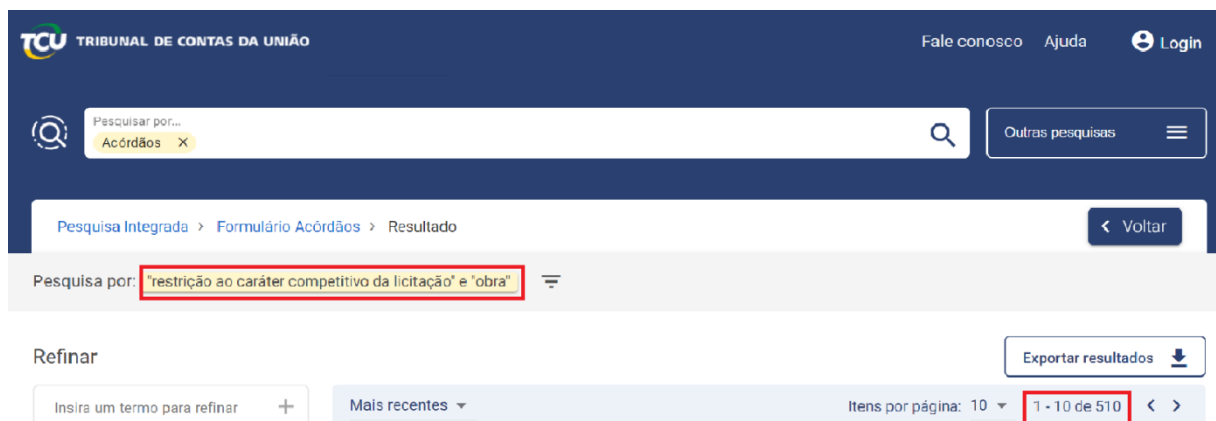 TCU TRIBUNAL DE CONTAS DA UNIÃO Fale conosco Ajuda Login
Pesquisar por...
Acórdãos X
Outras pesquisas
Pesquisa Integrada > Formulário Acórdãos > Resultado < Voltar
Pesquisa por: "restrição ao caráter competitivo da licitação" e "obra"
Refinar Exportar resultados
Insira um termo para refinar + Mais recentes Itens por página: 10 1 - 10 de 510 < >